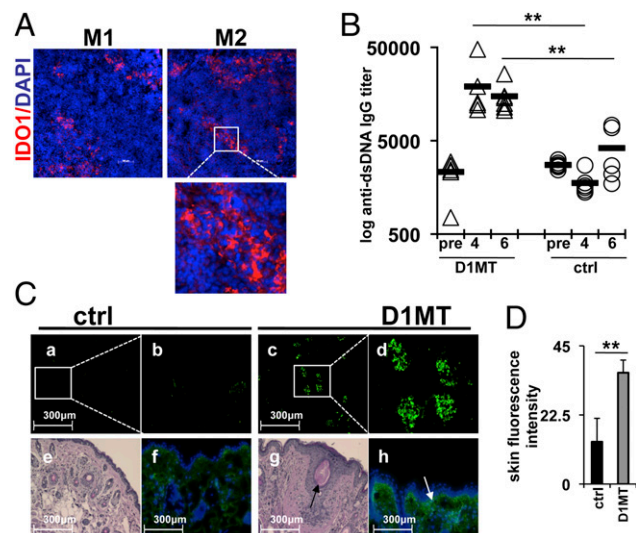 A
M1 M2
IDO1/DAPI
B
** 
**
log anti-dsDNA IgG titer
50000
5000
500
pre 4 6 pre 4 6
D1MT ctrl
C
ctrl D1MT
a b c d
300µm 300µm
e f g h
300µm 300µm 300µm 300µm
D
**
skin fluorescence
intensity
45
22.5
0
ctrl D1MT